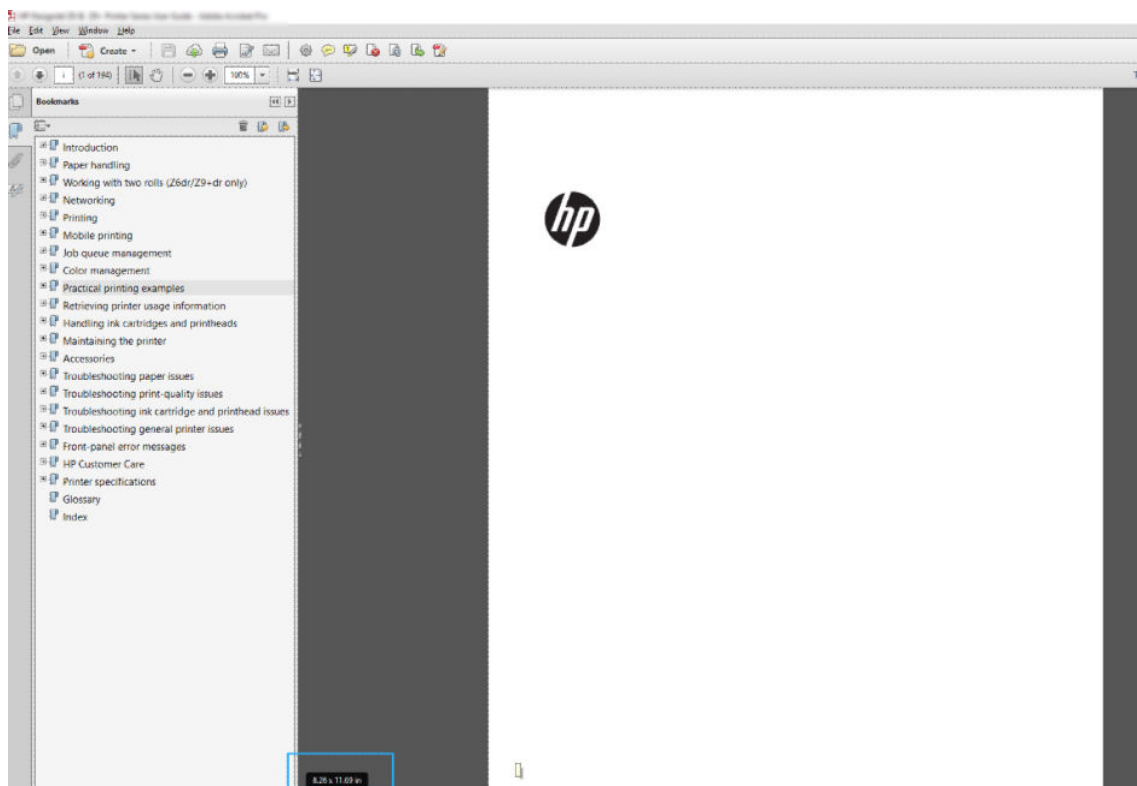 File Edit View Window Help
Open Create
i (1 of 194) 100%
Bookmarks
Introduction
Paper handling
Working with two rolls (Z6dr/Z9+dr only)
Networking
Printing
Mobile printing
Job queue management
Color management
Practical printing examples
Retrieving printer usage information
Handling ink cartridges and printheads
Maintaining the printer
Accessories
Troubleshooting paper issues
Troubleshooting print-quality issues
Troubleshooting ink cartridge and printhead issues
Troubleshooting general printer issues
Front-panel error messages
HP Customer Care
Printer specifications
Glossary
Index
hp
8.26 x 11.69 in